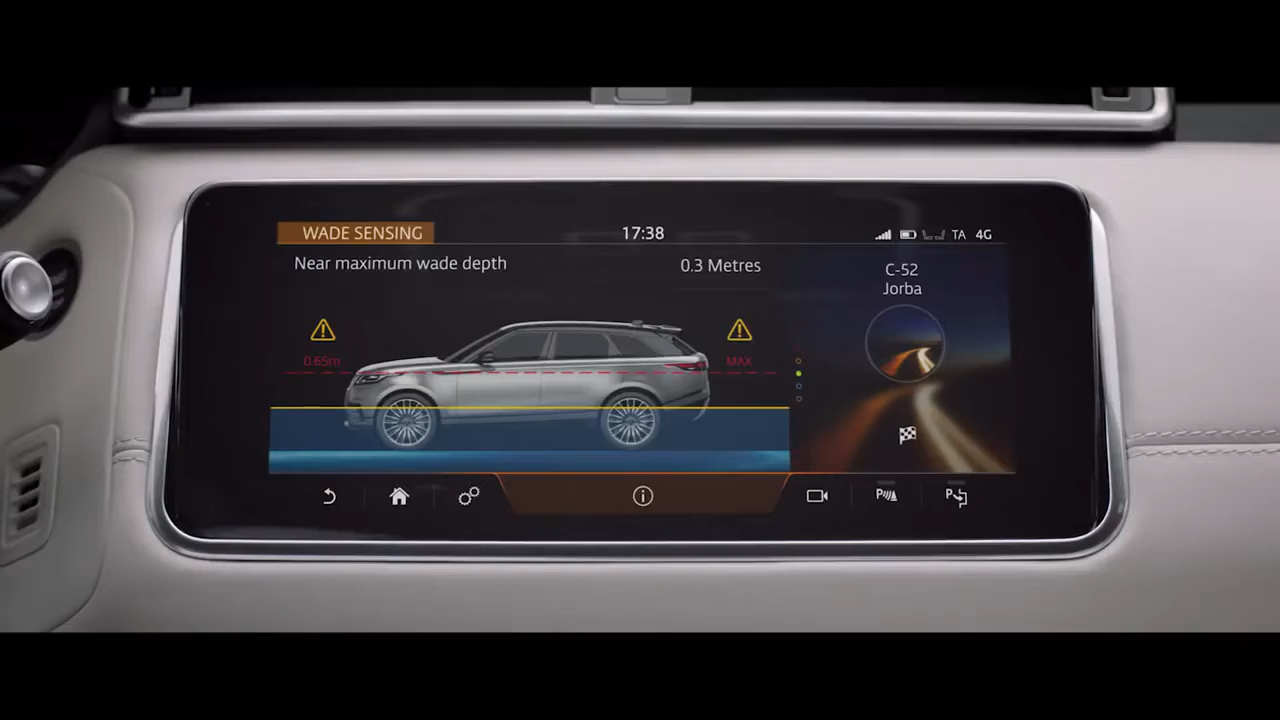 WADE SENSING
17:38
TA 4G
Near maximum wade depth
0.3 Metres
C-52
Jorba
0.65m
MAX
P
P